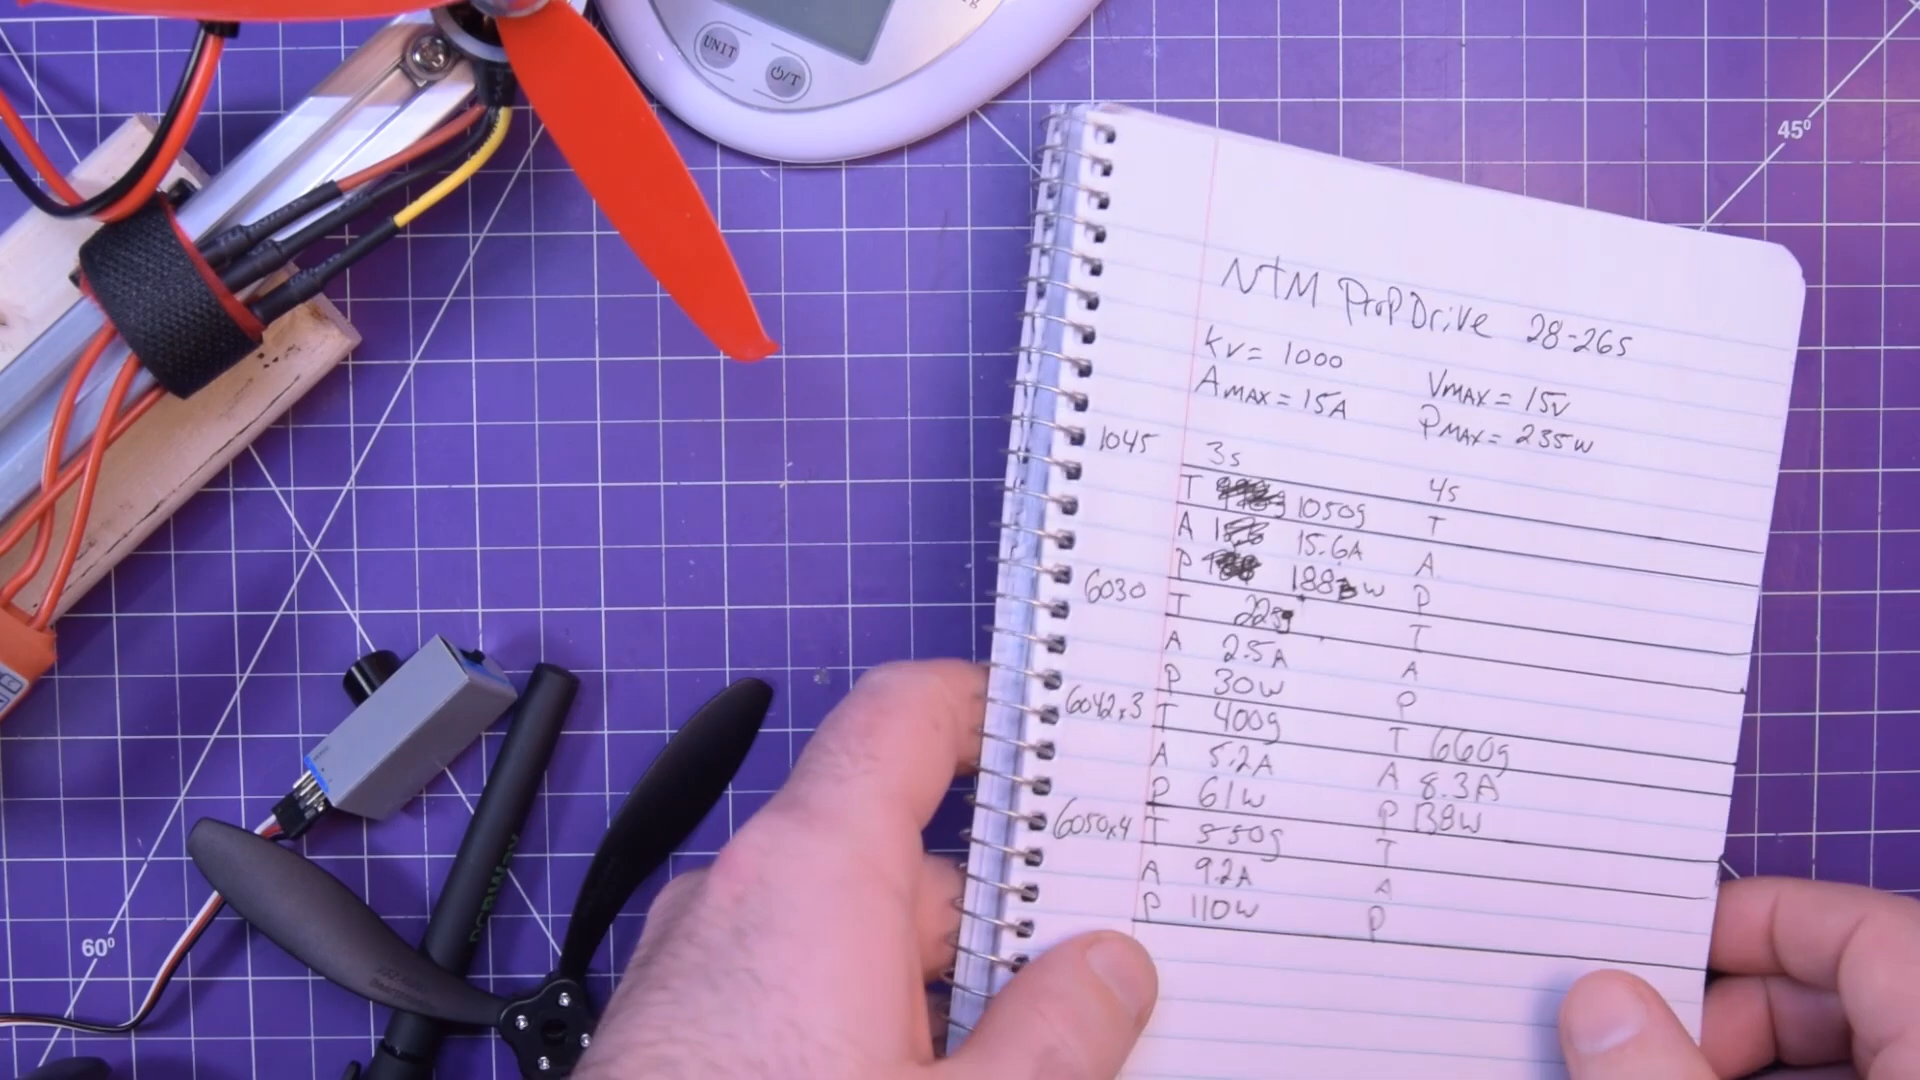 UNIT
⏻/T
45°
NTM PropDrive 28-26s
KV= 1000
VMAX = 15V
AMAX = 15A
PMAX = 235W
1045
3s
4s
T 1050g T
A 15.6A A
P 188W P
6030
T 225g T
A 2.5A A
P 30W P
6042x3
T 400g T 660g
A 5.2A A 8.3A
P 61W P 138W
6050x4
T 550g T
A 9.2A A
P 110W P
60°